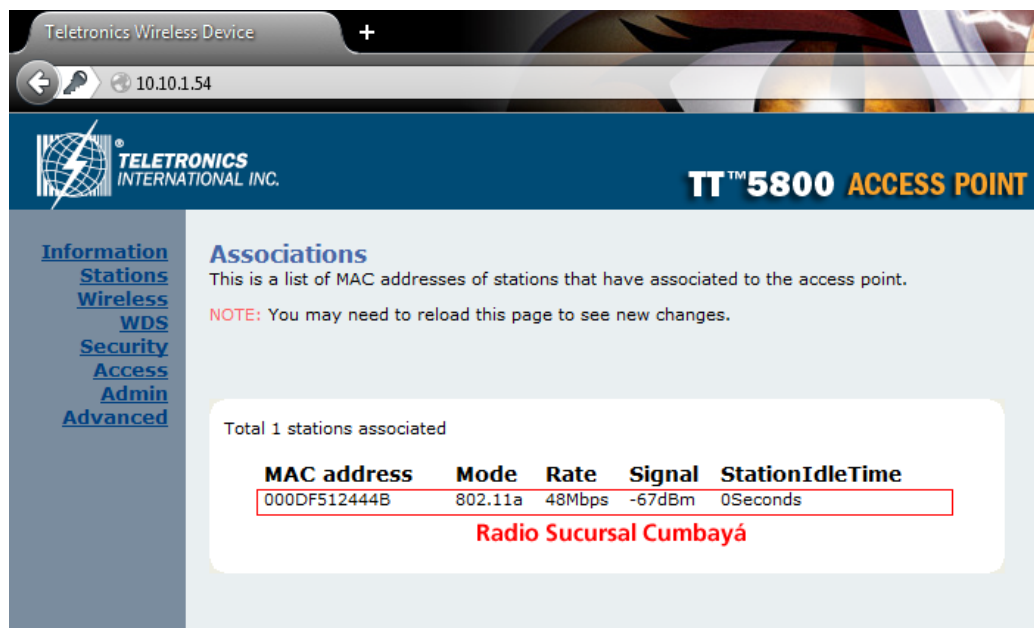 Teletronics Wireless Device
+
10.10.1.54
TELETRONICS
INTERNATIONAL INC.
TT™5800 ACCESS POINT
Information
Stations
Wireless
WDS
Security
Access
Admin
Advanced
Associations
This is a list of MAC addresses of stations that have associated to the access point.
NOTE: You may need to reload this page to see new changes.
Total 1 stations associated
MAC address Mode Rate Signal StationIdleTime
000DF512444B 802.11a 48Mbps -67dBm 0Seconds
Radio Sucursal Cumbayá